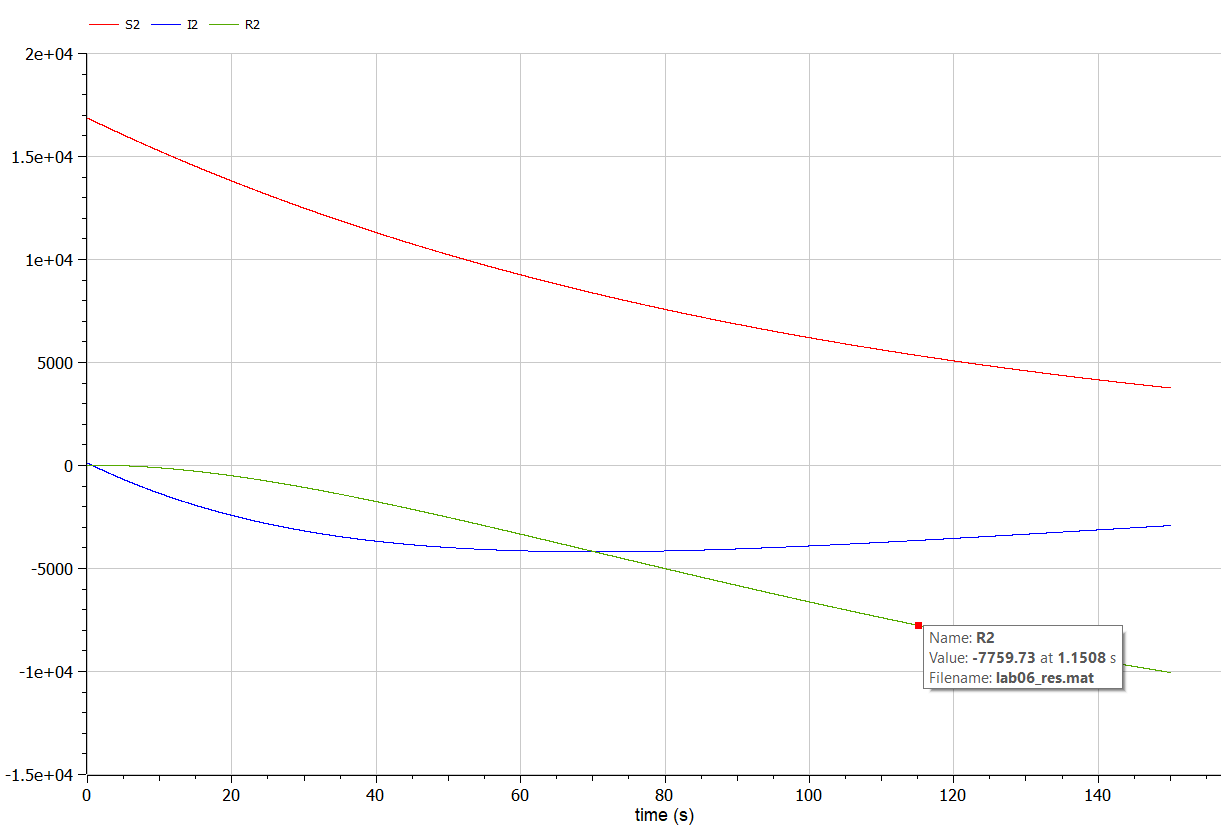 S2 I2 R2
2e+04
1.5e+04
1e+04
5000
0
-5000
-1e+04
-1.5e+04
Name: R2
Value: -7759.73 at 1.1508 s
Filename: lab06_res.mat
0 20 40 60 80 100 120 140
time (s)